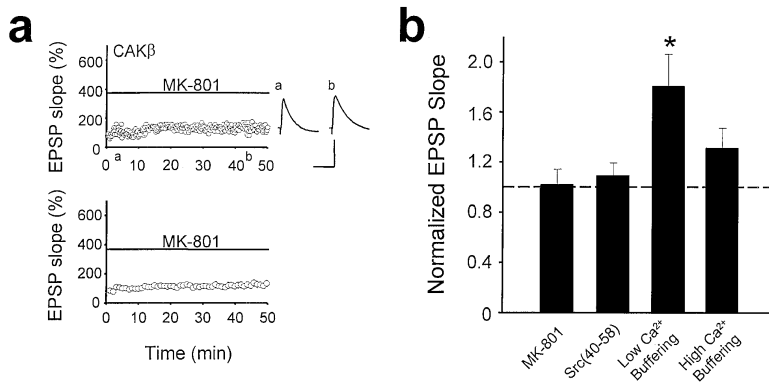 a
CAKβ
MK-801
EPSP slope (%)
600
400
200
0
0 10 20 30 40 50
a
b
a
b
MK-801
EPSP slope (%)
600
400
200
0
0 10 20 30 40 50
Time (min)
b
Normalized EPSP Slope
2.0
1.6
1.2
0.8
0.4
0
*
MK-801
Src(40-58)
Low Ca²⁺
Buffering
High Ca²⁺
Buffering